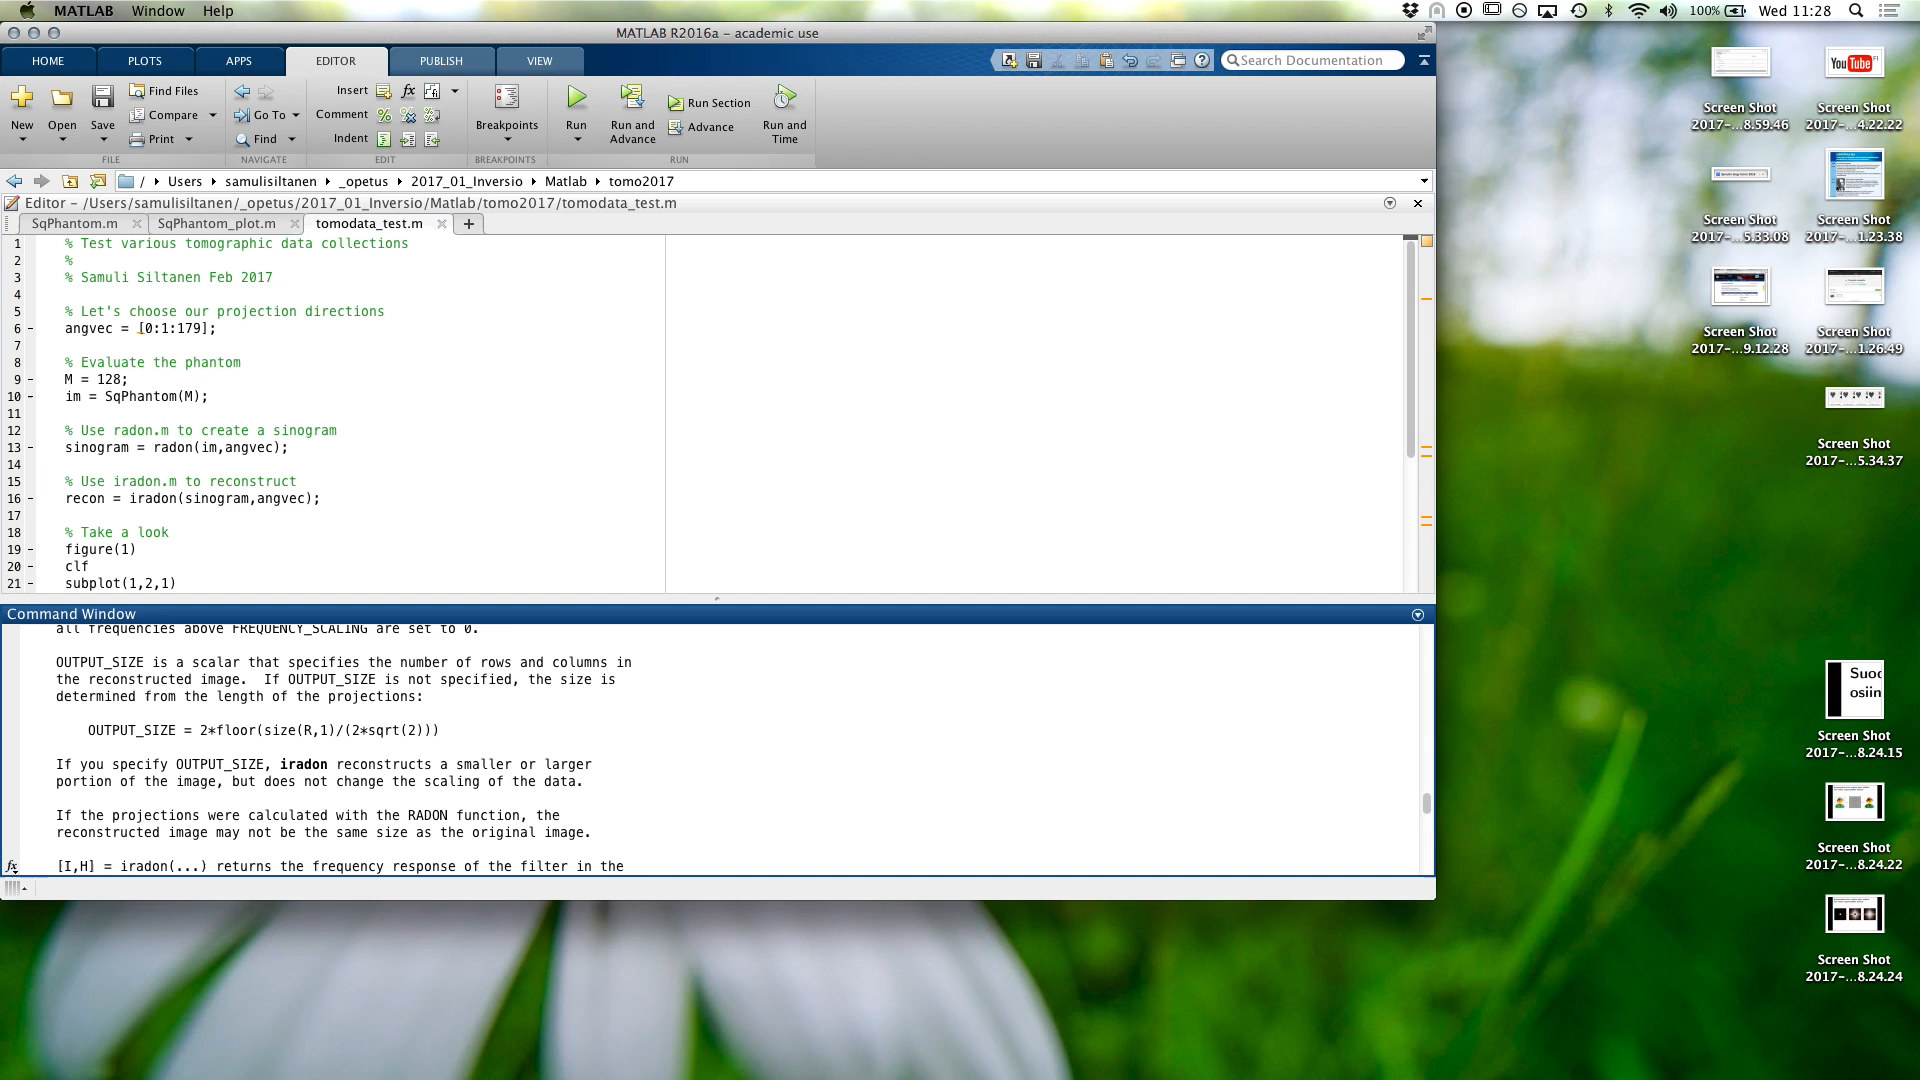 MATLAB Window Help
100% Wed 11:28
MATLAB R2016a - academic use
HOME PLOTS APPS EDITOR PUBLISH VIEW
Search Documentation
New Open Save
Find Files
Compare
Print
Go To
Find
Insert
Comment
Indent
Breakpoints
Run
Run and Advance
Run Section
Advance
Run and Time
FILE NAVIGATE EDIT BREAKPOINTS RUN
/ Users samulisiltanen _opetus 2017_01_Inversio Matlab tomo2017
Editor - /Users/samulisiltanen/_opetus/2017_01_Inversio/Matlab/tomo2017/tomodata_test.m
SqPhantom.m SqPhantom_plot.m tomodata_test.m
1 % Test various tomographic data collections
2 %
3 % Samuli Siltanen Feb 2017
4
5 % Let's choose our projection directions
6 - angvec = [0:1:179];
7
8 % Evaluate the phantom
9 - M = 128;
10 - im = SqPhantom(M);
11
12 % Use radon.m to create a sinogram
13 - sinogram = radon(im,angvec);
14
15 % Use iradon.m to reconstruct
16 - recon = iradon(sinogram,angvec);
17
18 % Take a look
19 - figure(1)
20 - clf
21 - subplot(1,2,1)
Command Window
all frequencies above FREQUENCY_SCALING are set to 0.
OUTPUT_SIZE is a scalar that specifies the number of rows and columns in
the reconstructed image. If OUTPUT_SIZE is not specified, the size is
determined from the length of the projections:
OUTPUT_SIZE = 2*floor(size(R,1)/(2*sqrt(2)))
If you specify OUTPUT_SIZE, iradon reconstructs a smaller or larger
portion of the image, but does not change the scaling of the data.
If the projections were calculated with the RADON function, the
reconstructed image may not be the same size as the original image.
[I,H] = iradon(...) returns the frequency response of the filter in the
fx
Screen Shot
2017-...8.59.46
YouTube
Screen Shot
2017-...4.22.22
Screen Shot
2017-...5.33.08
Screen Shot
2017-...1.23.38
Screen Shot
2017-...9.12.28
Screen Shot
2017-...1.26.49
Screen Shot
2017-...5.34.37
Suo
osiin
Screen Shot
2017-...8.24.15
Screen Shot
2017-...8.24.22
Screen Shot
2017-...8.24.24